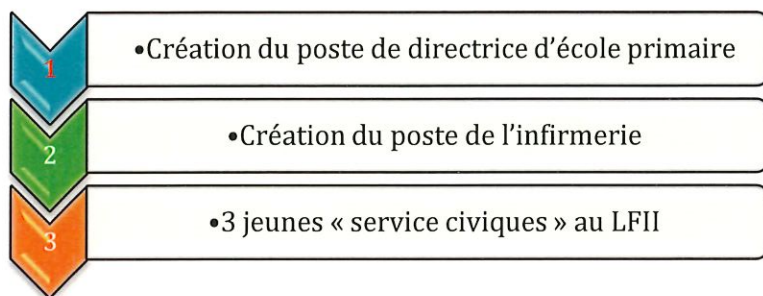 1
•Création du poste de directrice d'école primaire
2
•Création du poste de l'infirmerie
3
•3 jeunes « service civiques » au LFII